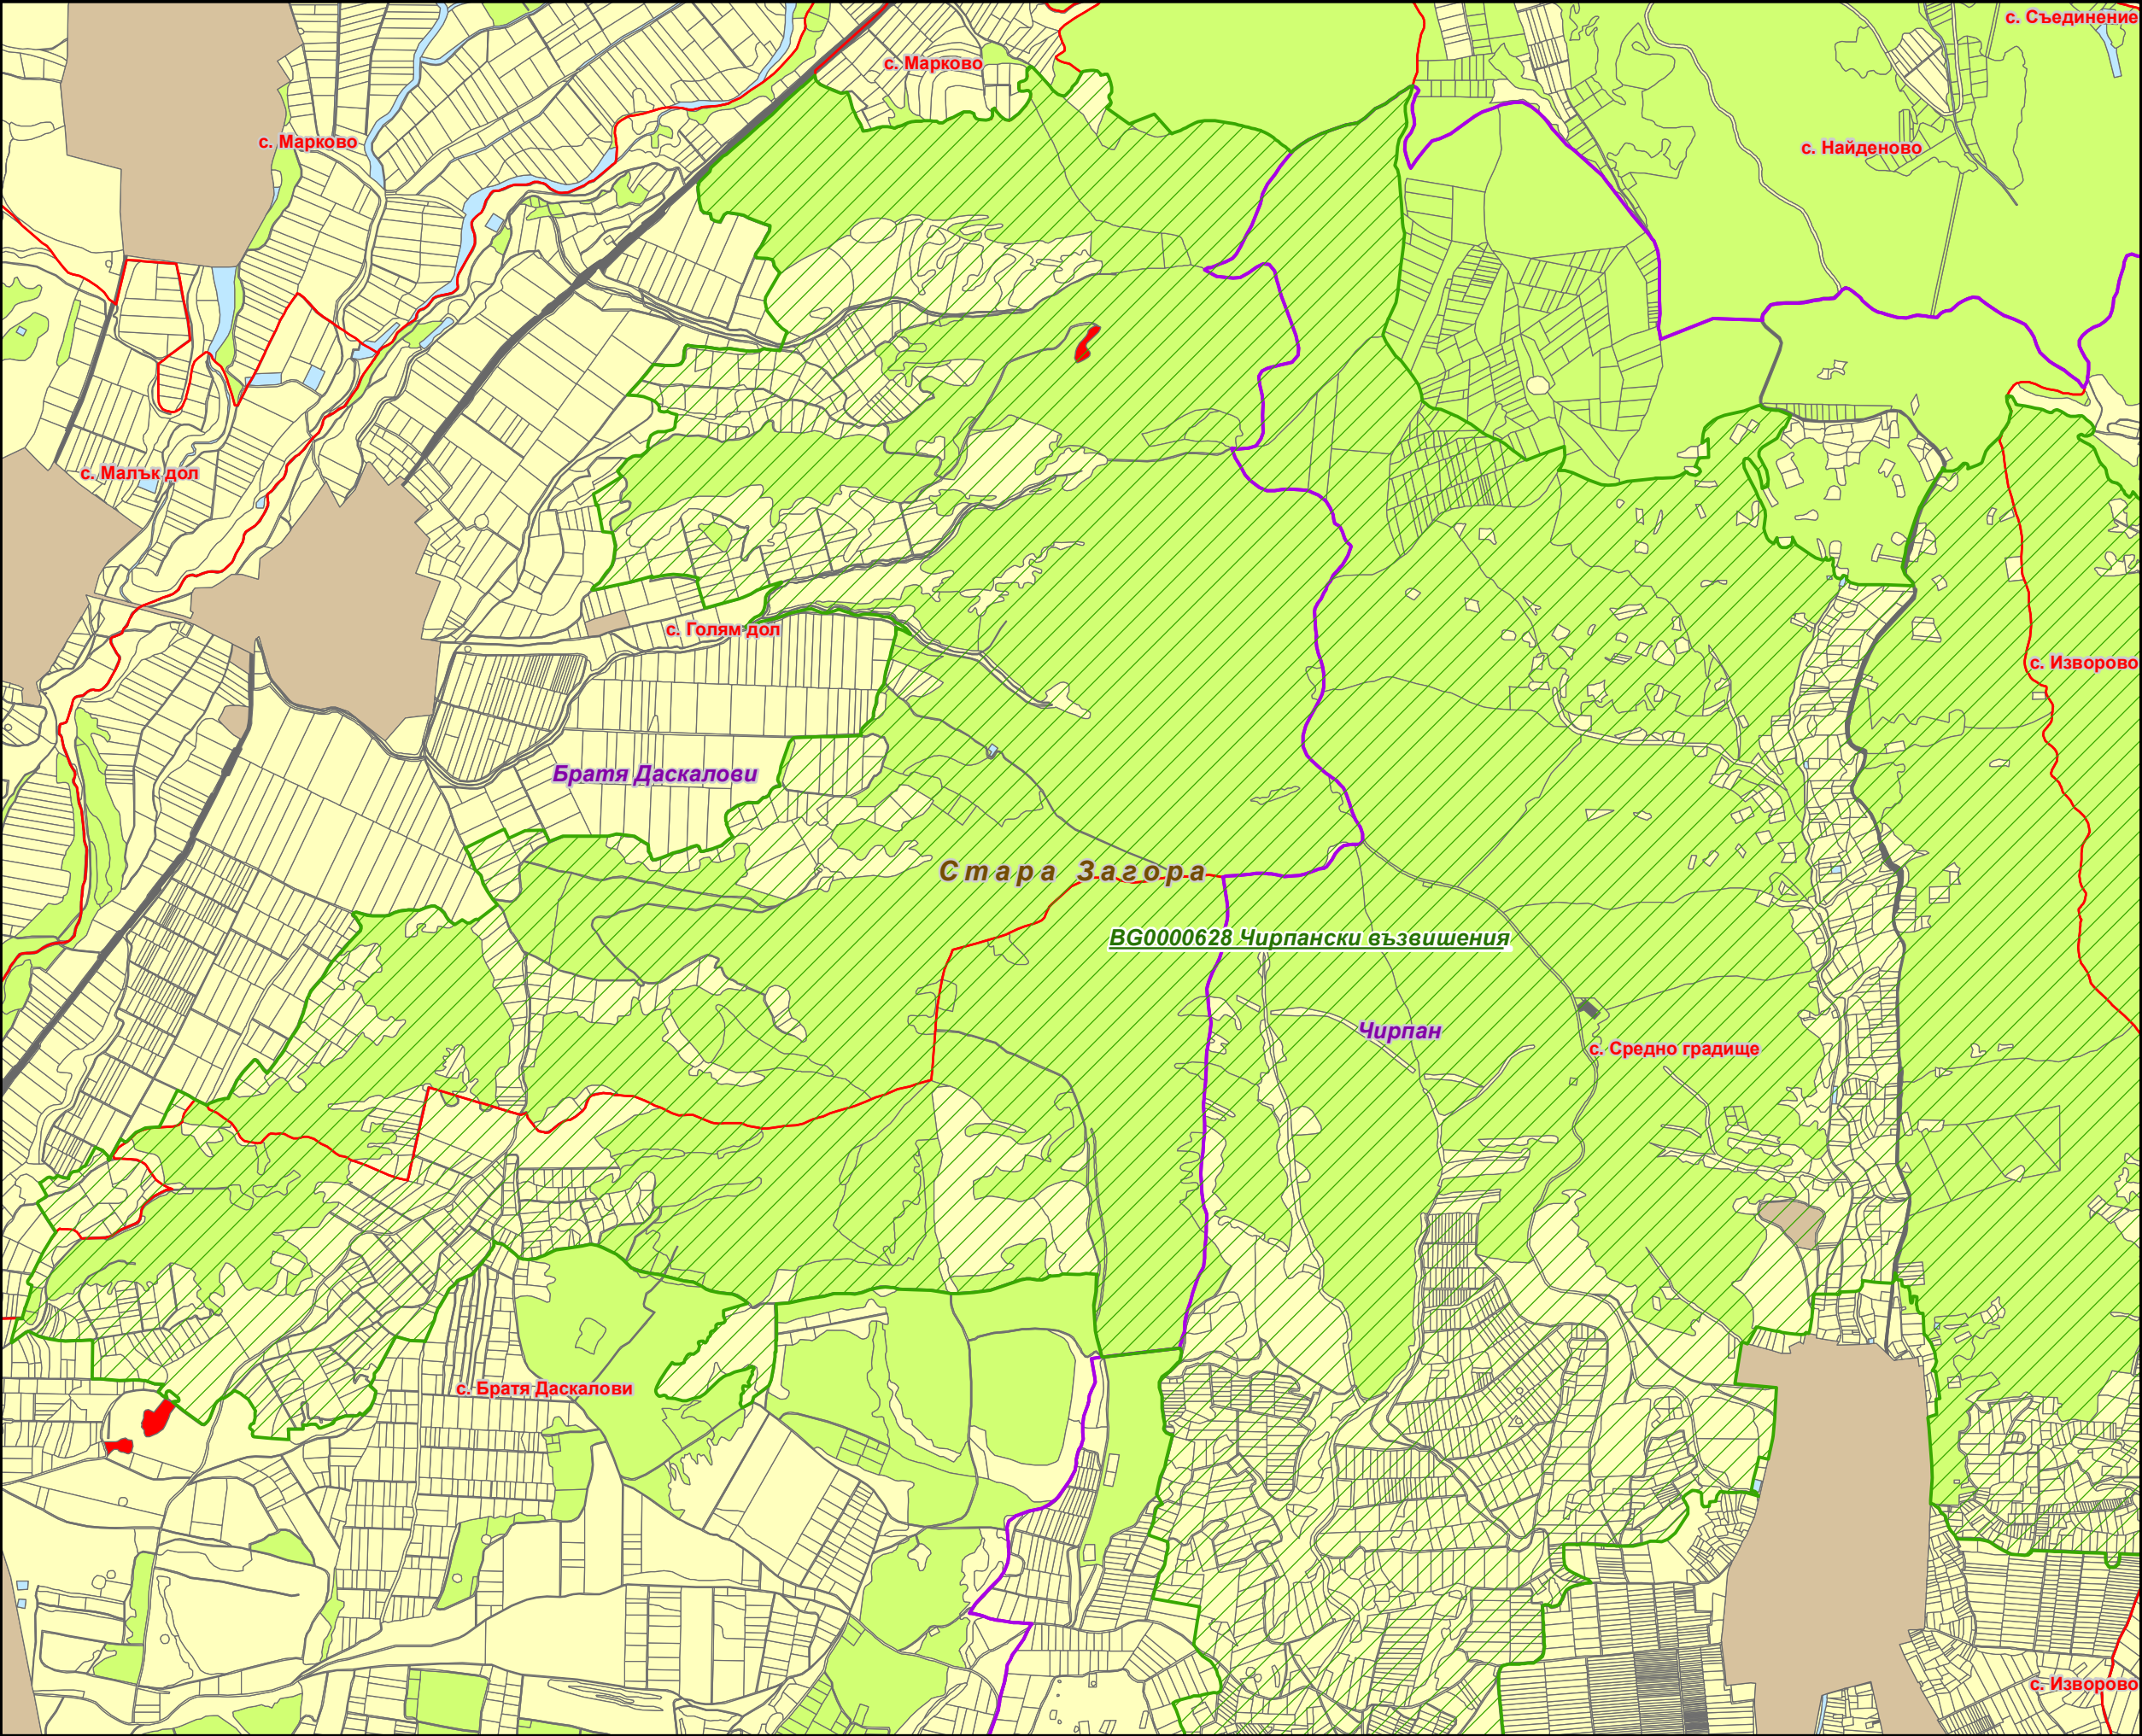 с. Съединение
с. Марково
с. Марково
с. Найденово
с. Малък дол
с. Голям дол
с. Изворово
Братя Даскалови
Стара Загора
BG0000628 Чирпански възвишения
Чирпан
с. Средно градище
с. Братя Даскалови
с. Изворово